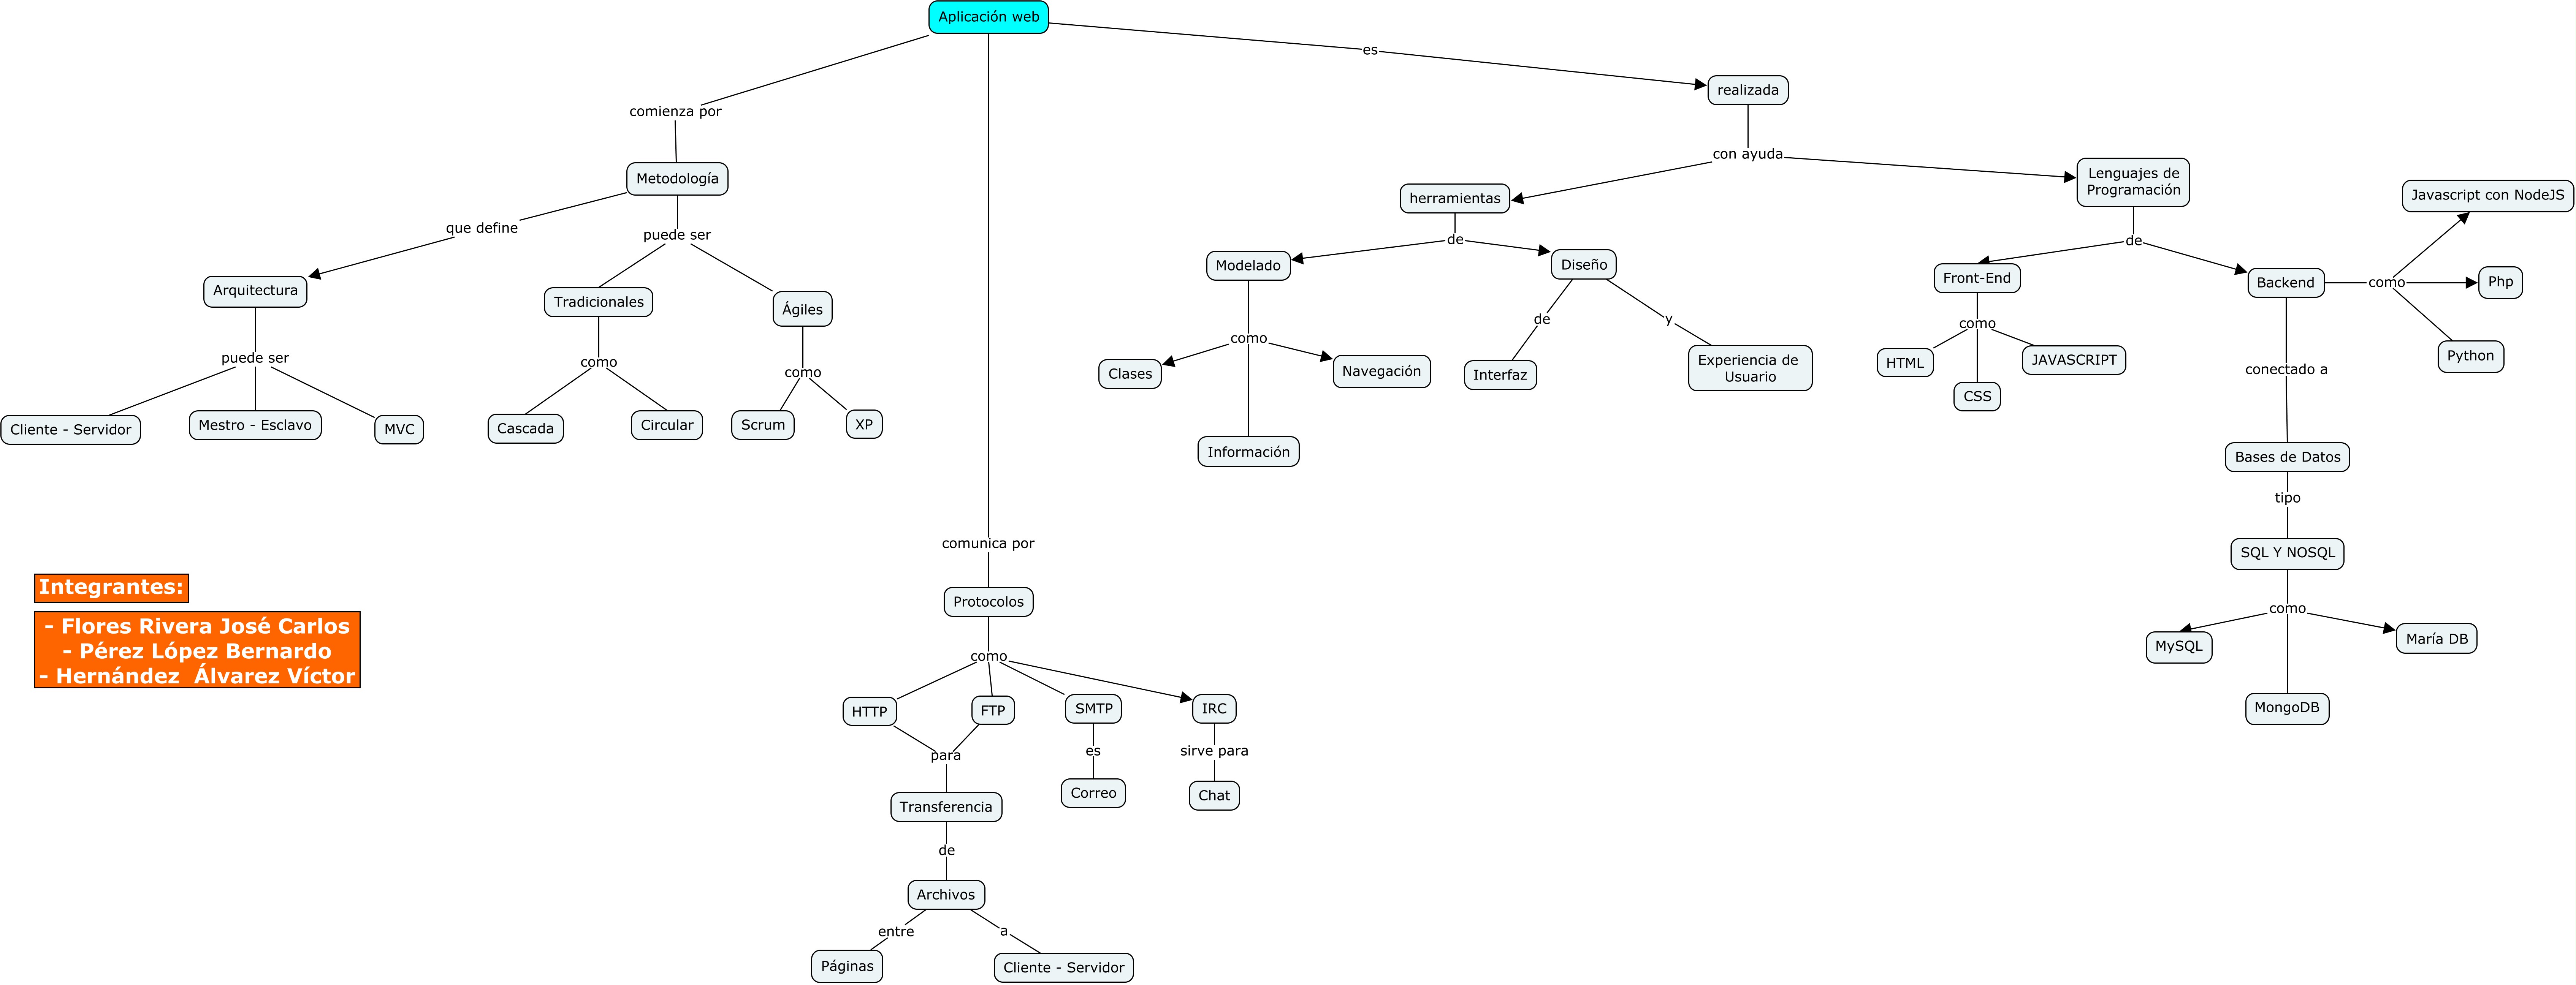 Aplicación web
es
realizada
comienza por
con ayuda
Metodología
herramientas
Lenguajes de
Programación
Javascript con NodeJS
que define
puede ser
de
de
Arquitectura
Tradicionales
Ágiles
Modelado
Diseño
Front-End
Backend
como
Php
Python
puede ser
como
como
como
de
y
como
Cliente - Servidor
Mestro - Esclavo
MVC
Cascada
Circular
Scrum
XP
Clases
Navegación
Información
Interfaz
Experiencia de
Usuario
HTML
CSS
JAVASCRIPT
conectado a
Bases de Datos
tipo
SQL Y NOSQL
como
MySQL
María DB
MongoDB
comunica por
Protocolos
como
HTTP
FTP
SMTP
IRC
para
es
sirve para
Transferencia
Correo
Chat
de
Archivos
entre
a
Páginas
Cliente - Servidor
Integrantes:
- Flores Rivera José Carlos
- Pérez López Bernardo
- Hernández  Álvarez Víctor